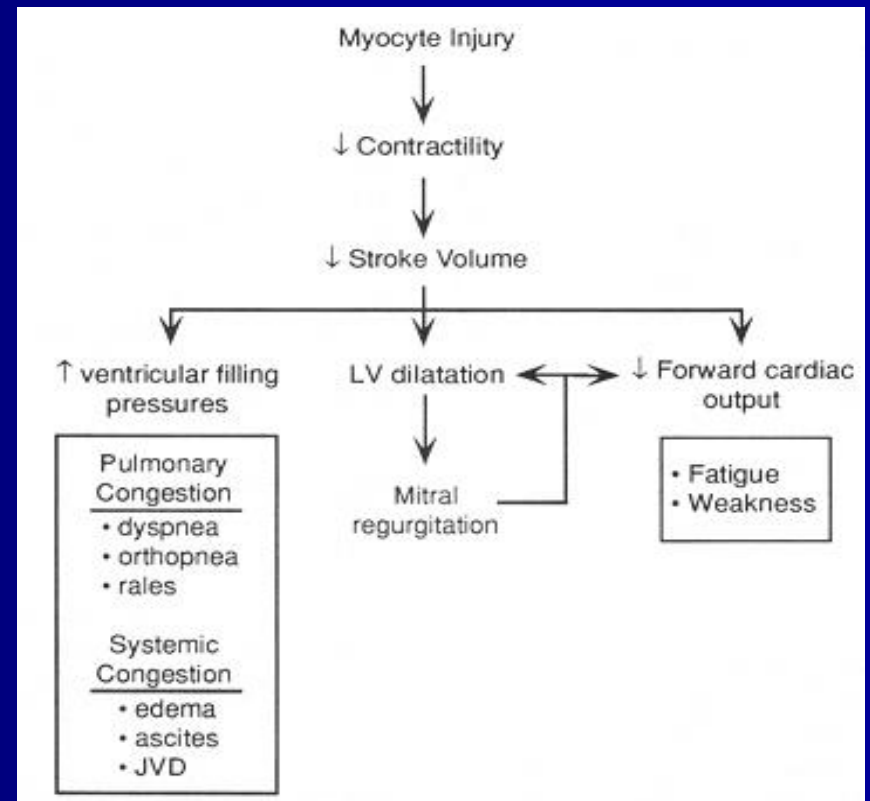 Myocyte Injury
↓ Contractility
↓ Stroke Volume
↑ ventricular filling
pressures
LV dilatation
↓ Forward cardiac
output
Pulmonary
Congestion
• dyspnea
• orthopnea
• rales
Systemic
Congestion
• edema
• ascites
• JVD
Mitral
regurgitation
• Fatigue
• Weakness